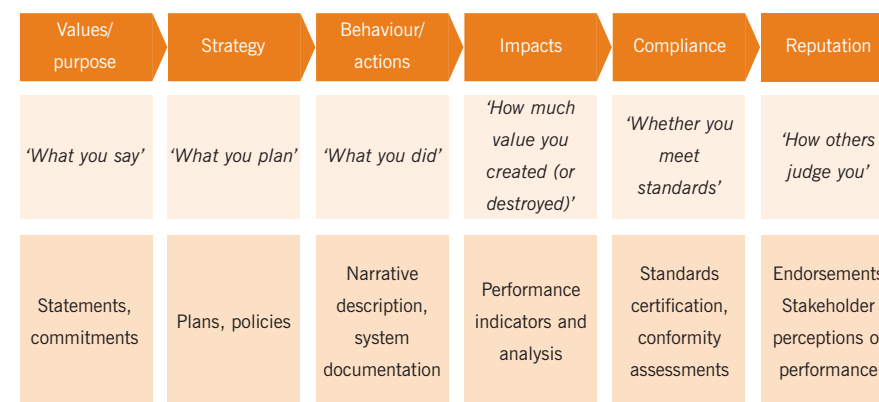 Values/
purpose
Strategy
Behaviour/
actions
Impacts
Compliance
Reputation
‘What you say’
‘What you plan’
‘What you did’
‘How much
value you
created (or
destroyed)’
‘Whether you
meet
standards’
‘How others
judge you’
Statements,
commitments
Plans, policies
Narrative
description,
system
documentation
Performance
indicators and
analysis
Standards
certification,
conformity
assessments
Endorsements
Stakeholder
perceptions
performance